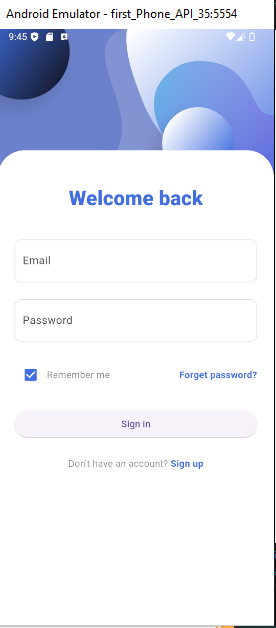 Android Emulator - first_Phone_API_35:5554
9:45
Welcome back
Email
Password
Remember me Forget password?
Sign in
Don't have an account? Sign up